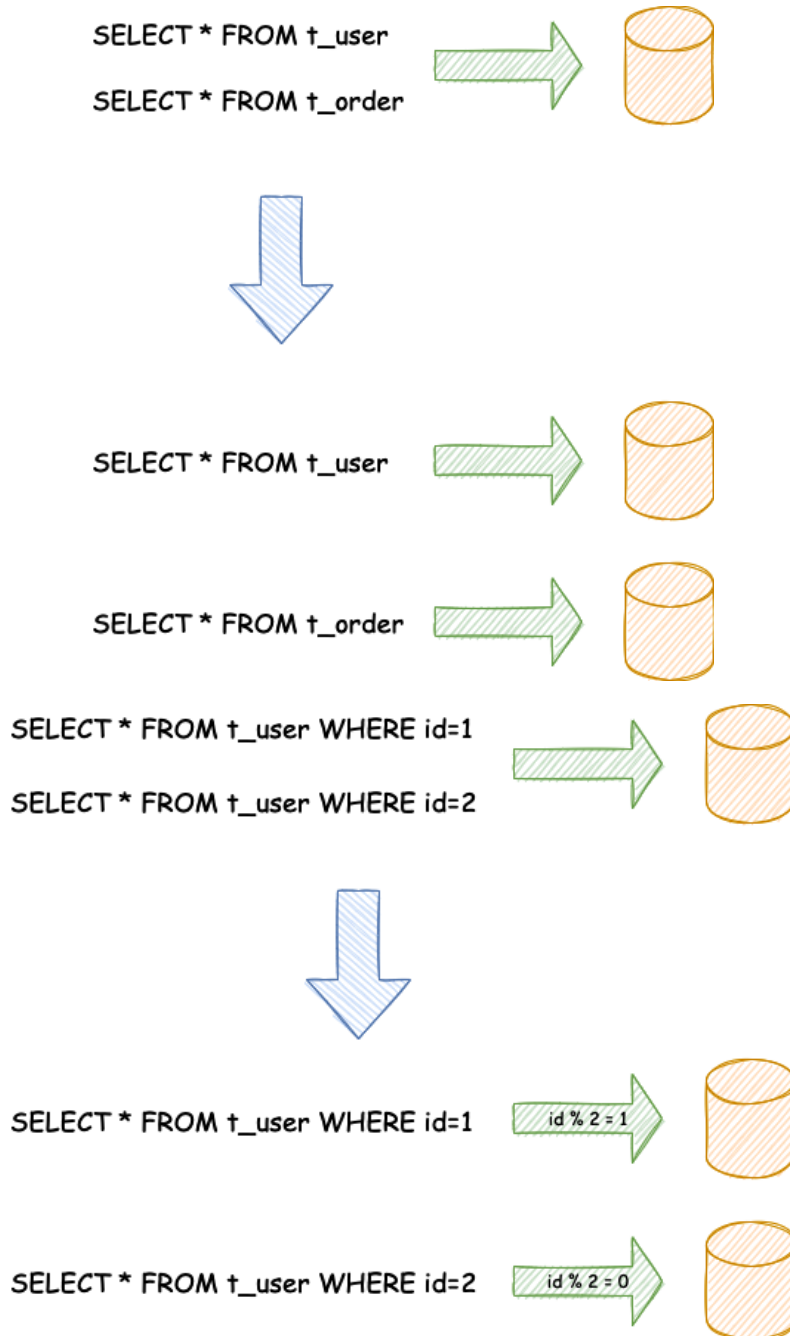 SELECT * FROM t_user
SELECT * FROM t_order
SELECT * FROM t_user
SELECT * FROM t_order
SELECT * FROM t_user WHERE id=1
SELECT * FROM t_user WHERE id=2
SELECT * FROM t_user WHERE id=1
id % 2 = 1
SELECT * FROM t_user WHERE id=2
id % 2 = 0